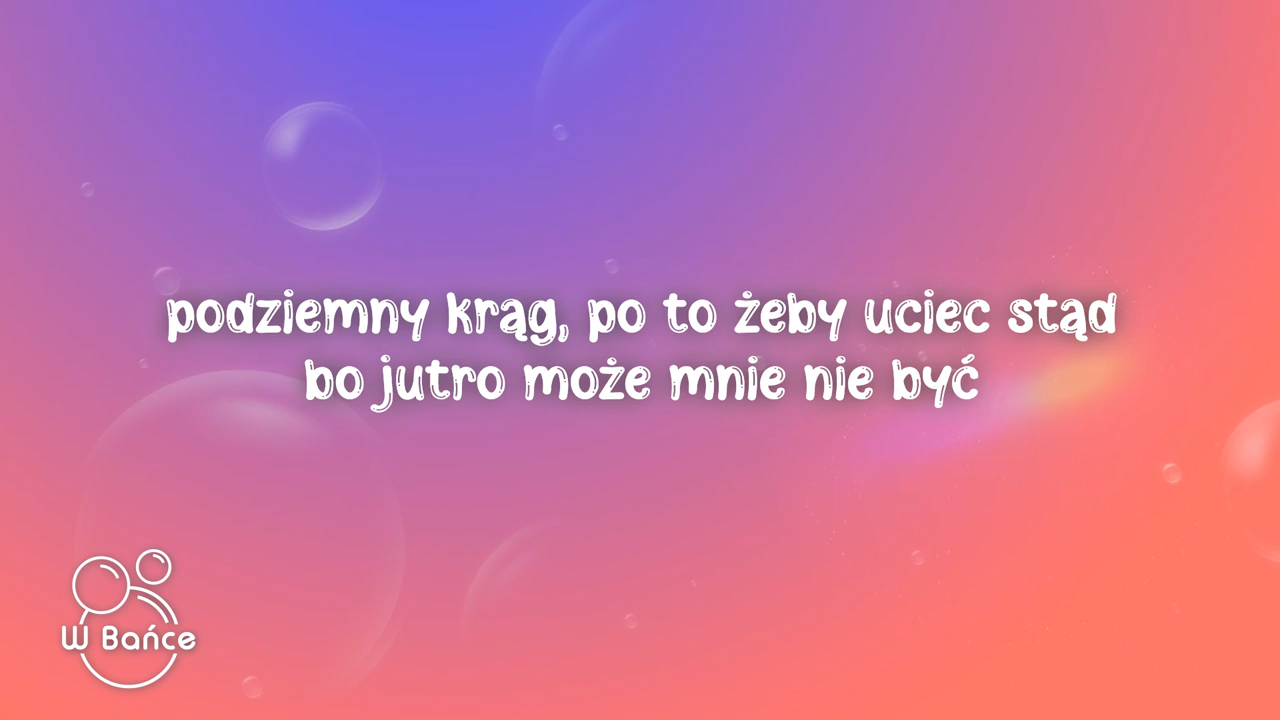 podziemny krąg, po to żeby uciec stąd
bo jutro może mnie nie być
W Bańce